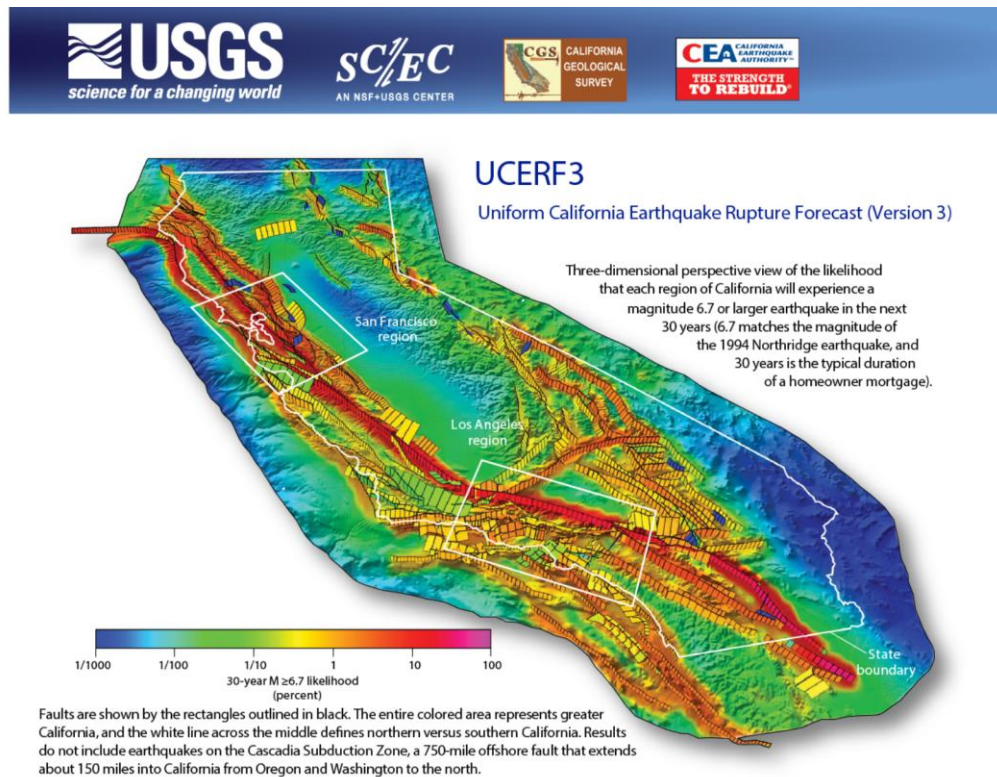 USGS
science for a changing world
SC/EC
AN NSF+USGS CENTER
CGS
CALIFORNIA
GEOLOGICAL
SURVEY
CEA CALIFORNIA
EARTHQUAKE
AUTHORITY™
THE STRENGTH
TO REBUILD®
UCERF3
Uniform California Earthquake Rupture Forecast (Version 3)
Three-dimensional perspective view of the likelihood
that each region of California will experience a
magnitude 6.7 or larger earthquake in the next
30 years (6.7 matches the magnitude of
the 1994 Northridge earthquake, and
30 years is the typical duration
of a homeowner mortgage).
San Francisco
region
Los Angeles
region
State
boundary
1/1000 1/100 1/10 1 10 100
30-year M ≥6.7 likelihood
(percent)
Faults are shown by the rectangles outlined in black. The entire colored area represents greater
California, and the white line across the middle defines northern versus southern California. Results
do not include earthquakes on the Cascadia Subduction Zone, a 750-mile offshore fault that extends
about 150 miles into California from Oregon and Washington to the north.